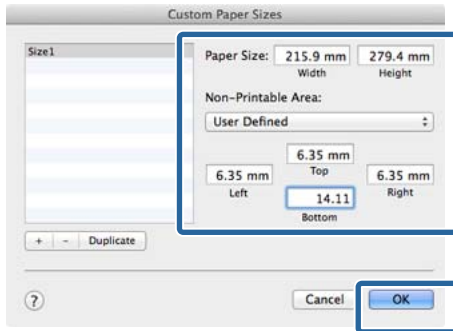 Custom Paper Sizes
Size1
Paper Size: 215.9 mm 279.4 mm
Width Height
Non-Printable Area:
User Defined
6.35 mm
Top
6.35 mm 6.35 mm
Left Right
14.11
Bottom
+ - Duplicate
? Cancel OK